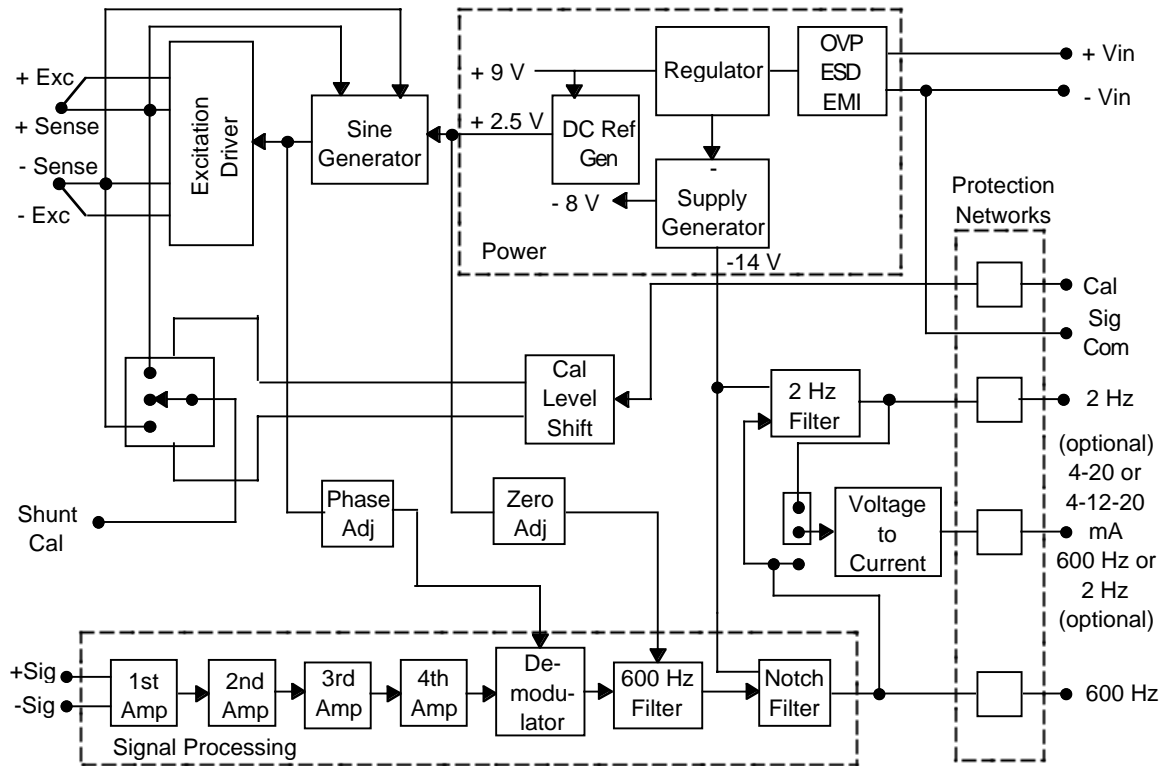 + Exc
+ Sense
- Sense
- Exc
Excitation
Driver
Sine
Generator
+ 9 V
+ 2.5 V
DC Ref
Gen
Regulator
OVP
ESD
EMI
+ Vin
- Vin
-
Supply
Generator
- 8 V
Power
-14 V
Protection
Networks
Cal
Sig
Com
Cal
Level
Shift
2 Hz
Filter
2 Hz
(optional)
4-20 or
4-12-20
mA
600 Hz or
2 Hz
(optional)
Shunt
Cal
Phase
Adj
Zero
Adj
Voltage
to
Current
+Sig
-Sig
1st
Amp
2nd
Amp
3rd
Amp
4th
Amp
De-
modu-
lator
600 Hz
Filter
Notch
Filter
600 Hz
Signal Processing